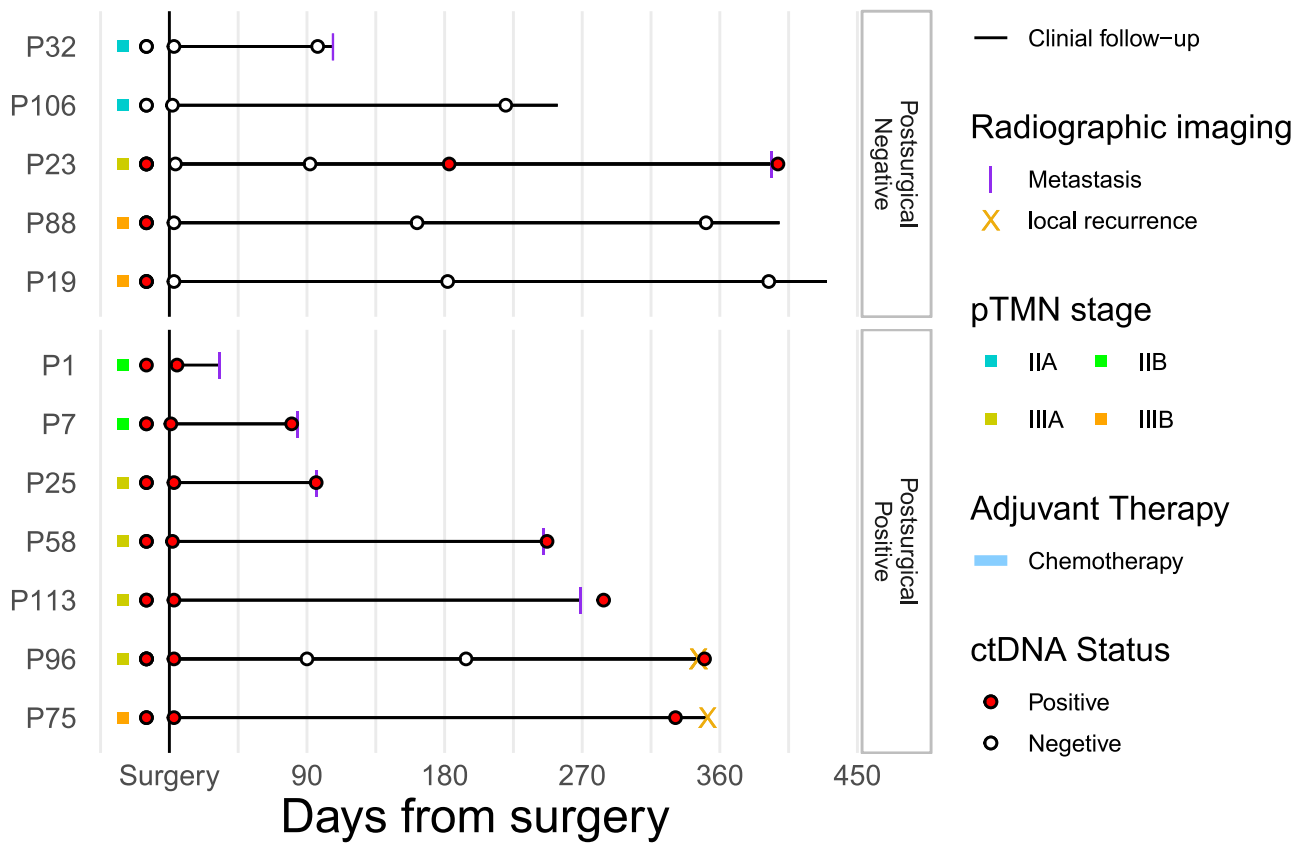 P32
P106
P23
P88
P19
Postsurgical
Negative
P1
P7
P25
P58
P113
P96
P75
Postsurgical
Positive
Surgery 90 180 270 360 450
Days from surgery
Clinial follow-up
Radiographic imaging
Metastasis
local recurrence
pTMN stage
IIA IIB
IIIA IIIB
Adjuvant Therapy
Chemotherapy
ctDNA Status
Positive
Negetive